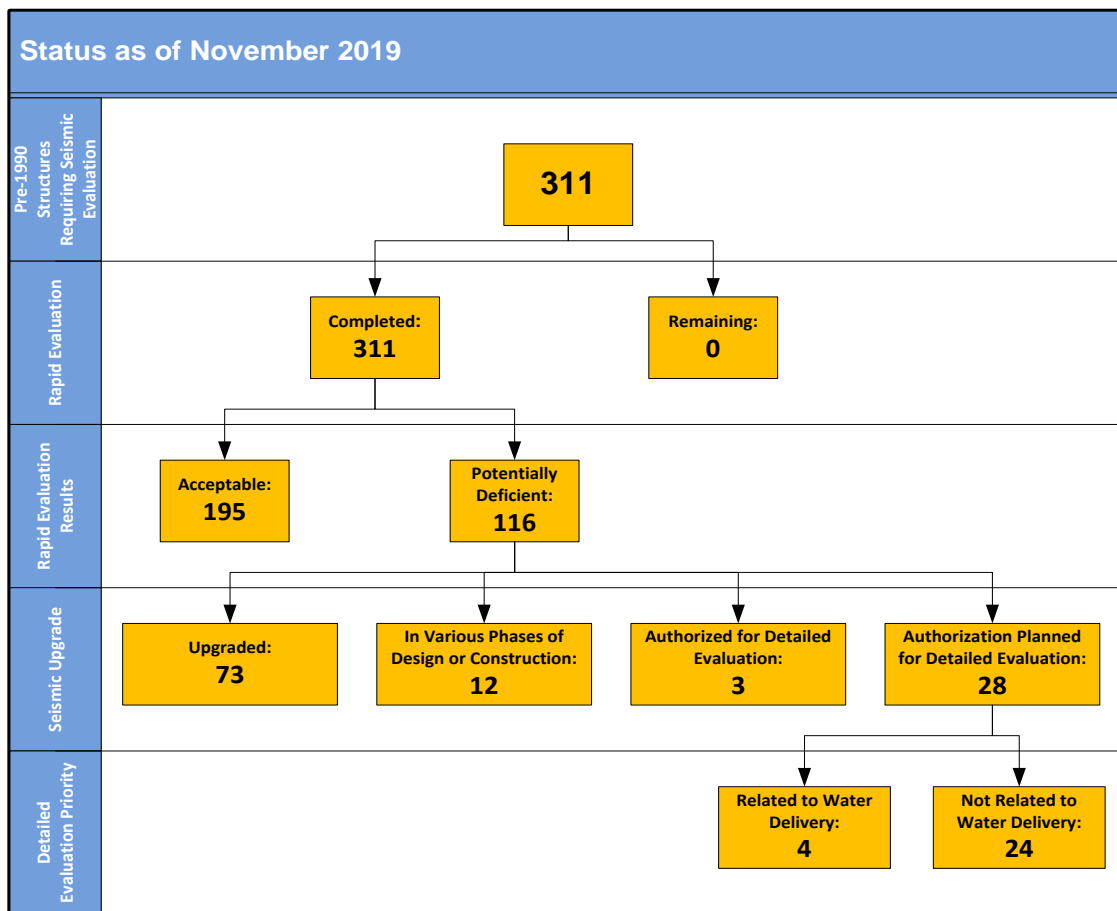 Status as of November 2019
Pre-1990
Structures
Requiring Seismic
Evaluation
311
Rapid Evaluation
Completed:
311
Remaining:
0
Rapid Evaluation
Results
Acceptable:
195
Potentially
Deficient:
116
Seismic Upgrade
Upgraded:
73
In Various Phases of
Design or Construction:
12
Authorized for Detailed
Evaluation:
3
Authorization Planned
for Detailed Evaluation:
28
Detailed
Evaluation Priority
Related to Water
Delivery:
4
Not Related to
Water Delivery:
24